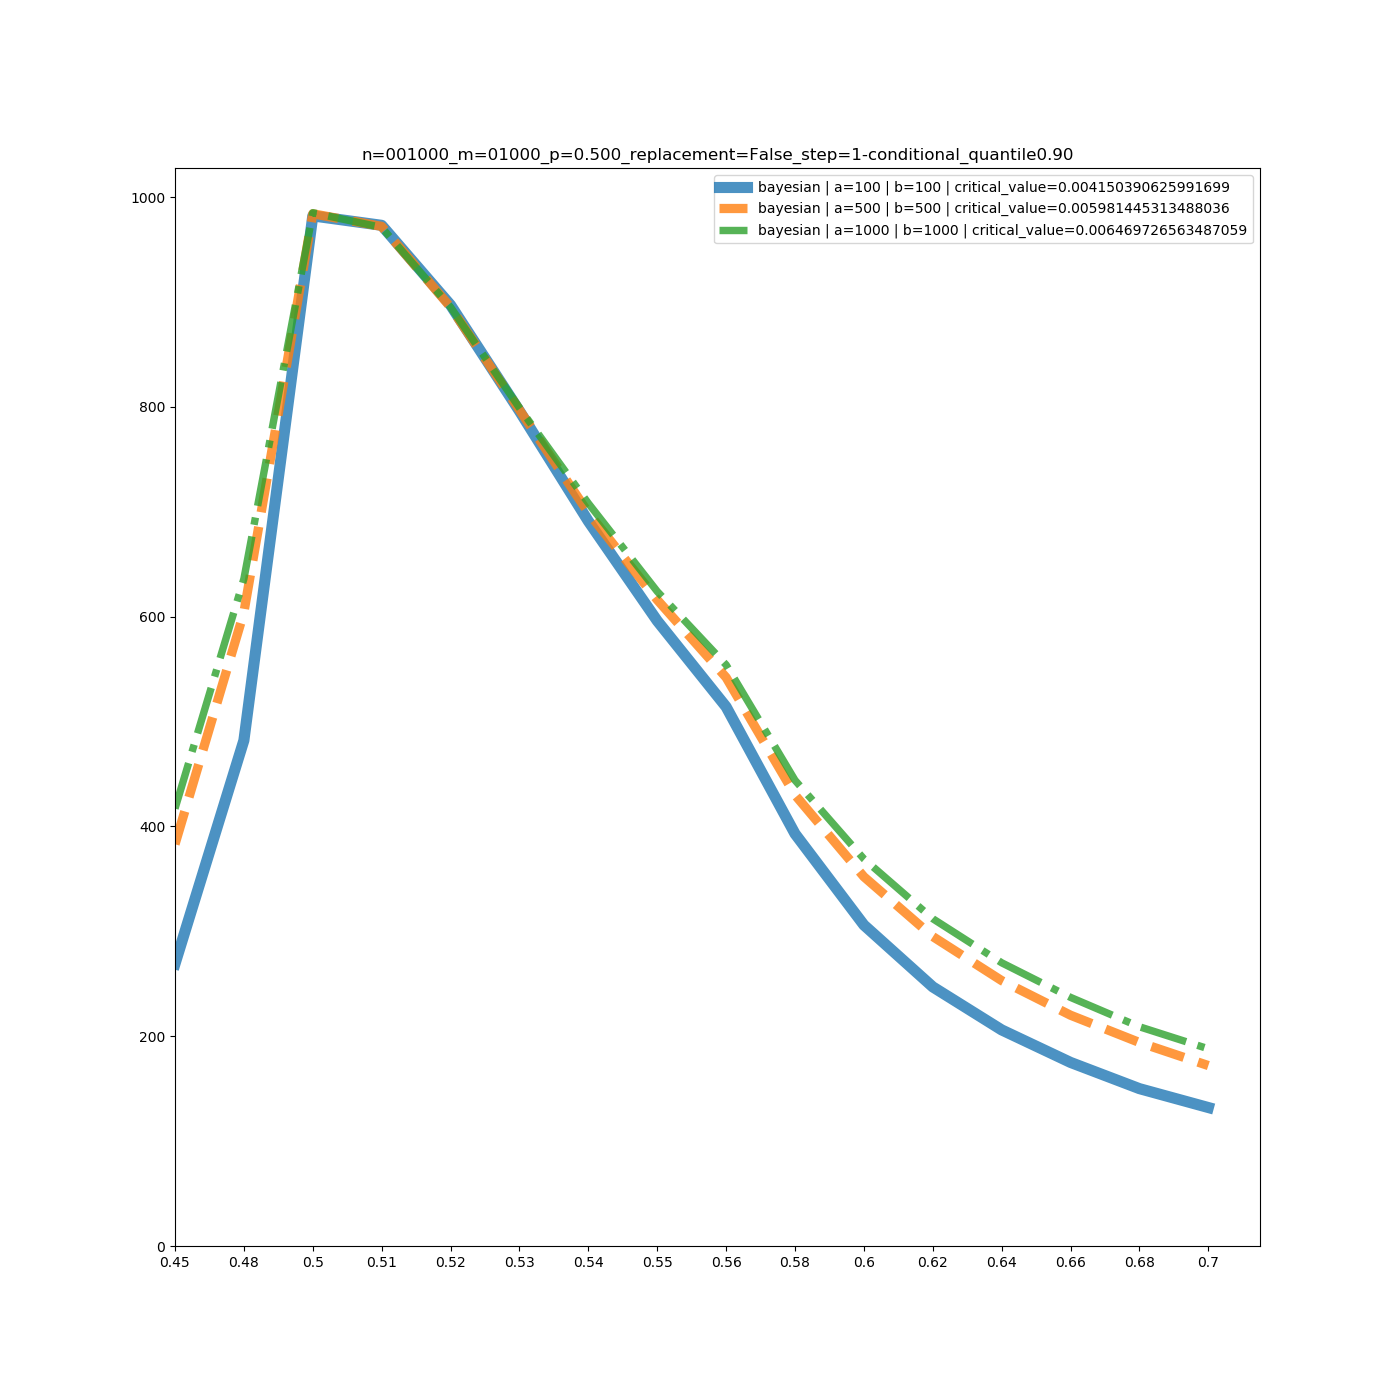 n=001000_m=01000_p=0.500_replacement=False_step=1-conditional_quantile0.90
bayesian | a=100 | b=100 | critical_value=0.004150390625991699
bayesian | a=500 | b=500 | critical_value=0.005981445313488036
bayesian | a=1000 | b=1000 | critical_value=0.006469726563487059
1000
800
600
400
200
0
0.45 0.48 0.5 0.51 0.52 0.53 0.54 0.55 0.56 0.58 0.6 0.62 0.64 0.66 0.68 0.7